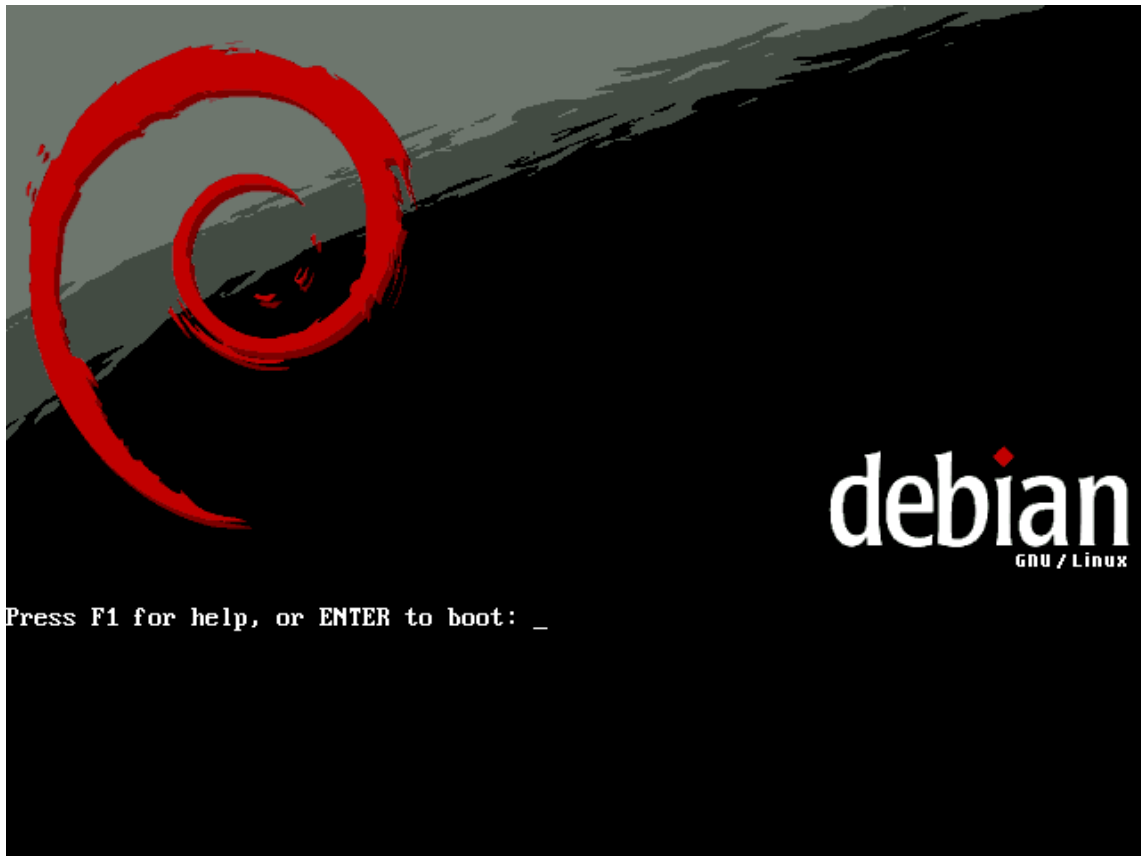 debian
GNU/Linux
Press F1 for help, or ENTER to boot: _